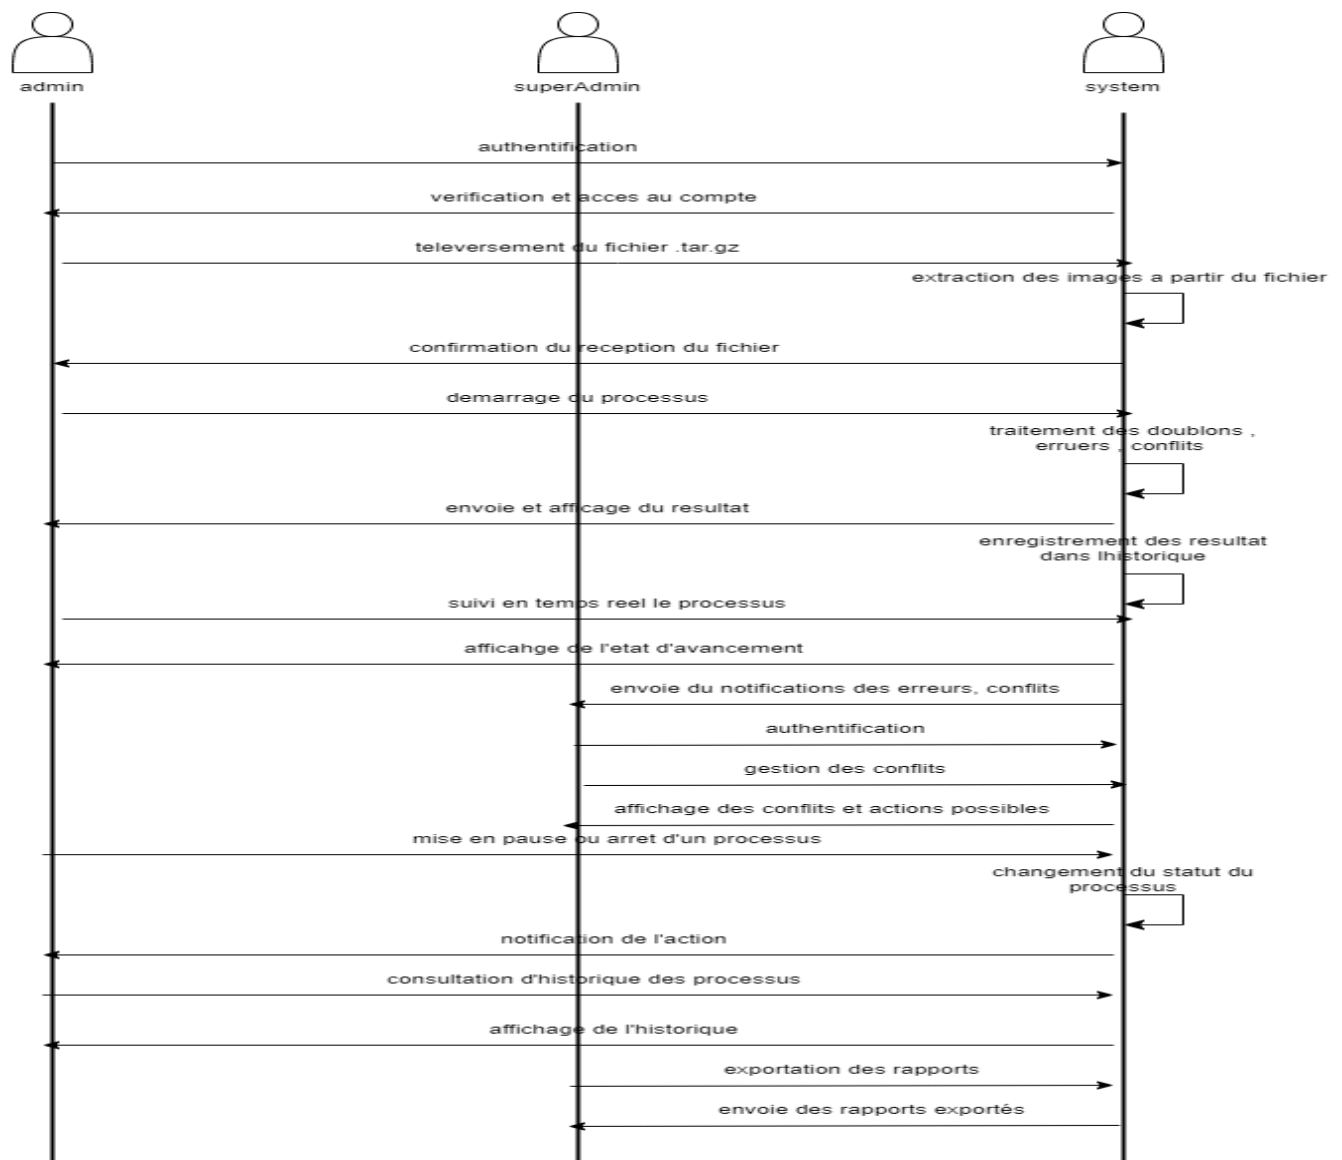 admin
superAdmin
system
authentification
verification et acces au compte
televersement du fichier .tar.gz
extraction des images a partir du fichier
confirmation du reception du fichier
demarrage du processus
traitement des doublons ,
erruers , conflits
envoie et afficage du resultat
enregistrement des resultat
dans lhistorique
suivi en temps reel le processus
afficahge de l'etat d'avancement
envoie du notifications des erreurs, conflits
authentification
gestion des conflits
affichage des conflits et actions possibles
mise en pause ou arret d'un processus
changement du statut du
processus
notification de l'action
consultation d'historique des processus
affichage de l'historique
exportation des rapports
envoie des rapports exportés